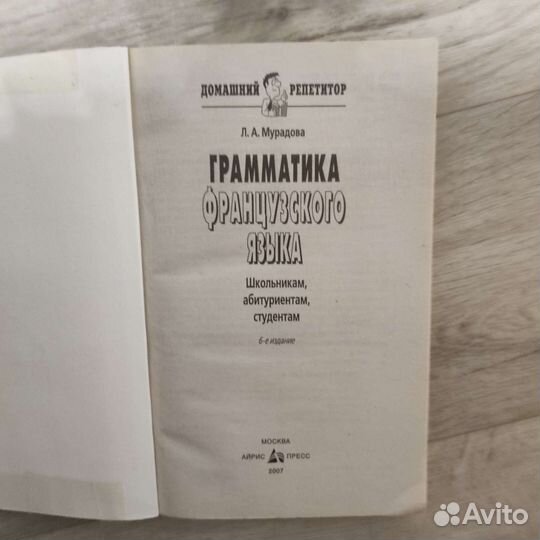 ДОМАШНИЙ РЕПЕТИТОР
Л. А. Мурадова
ГРАММАТИКА
ФРАНЦУЗСКОГО
ЯЗЫКА
Школьникам,
абитуриентам,
студентам
6-е издание
МОСКВА
АЙРИС ПРЕСС
2007
Avito